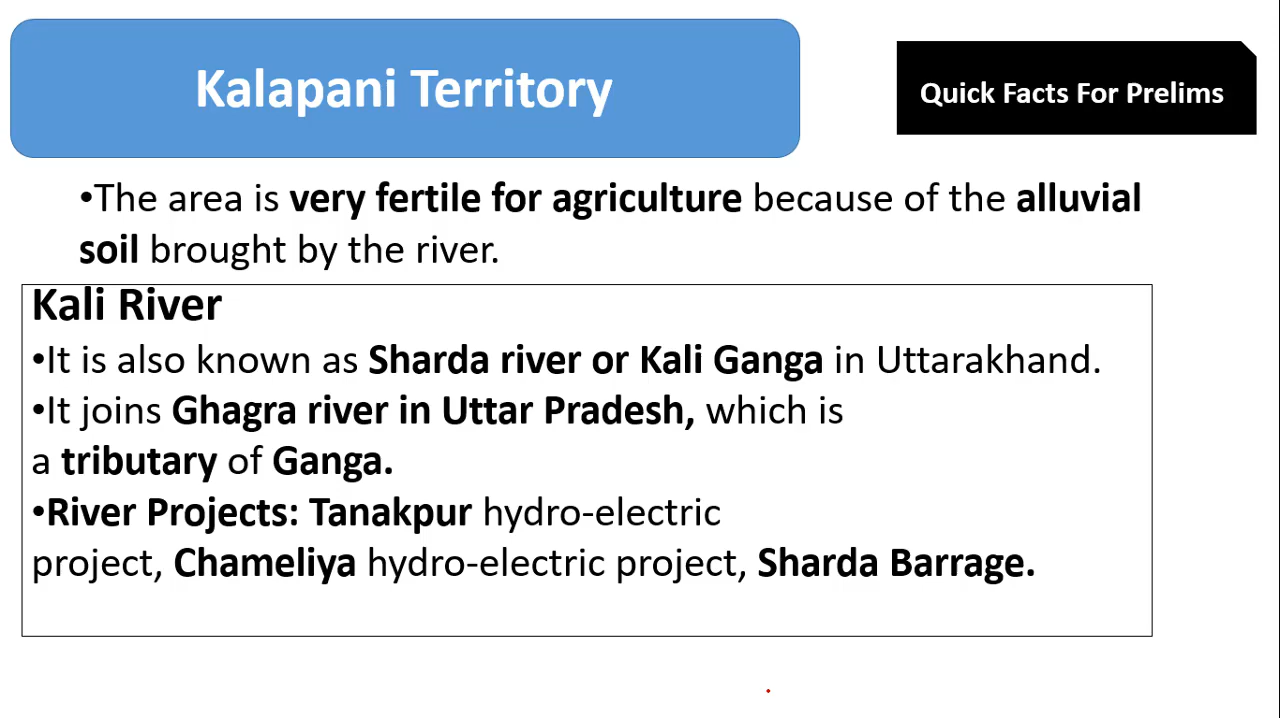 Kalapani Territory
Quick Facts For Prelims
•The area is very fertile for agriculture because of the alluvial
soil brought by the river.
Kali River
•It is also known as Sharda river or Kali Ganga in Uttarakhand.
•It joins Ghagra river in Uttar Pradesh, which is
a tributary of Ganga.
•River Projects: Tanakpur hydro-electric
project, Chameliya hydro-electric project, Sharda Barrage.